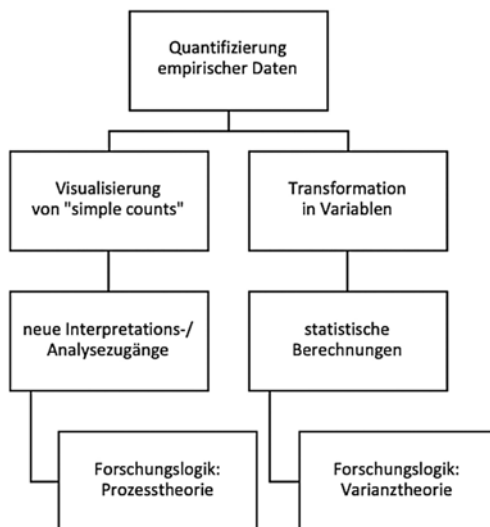 Quantifizierung
empirischer Daten
Visualisierung
von "simple counts"
Transformation
in Variablen
neue Interpretations-/
Analysezugänge
statistische
Berechnungen
Forschungslogik:
Prozesstheorie
Forschungslogik:
Varianztheorie